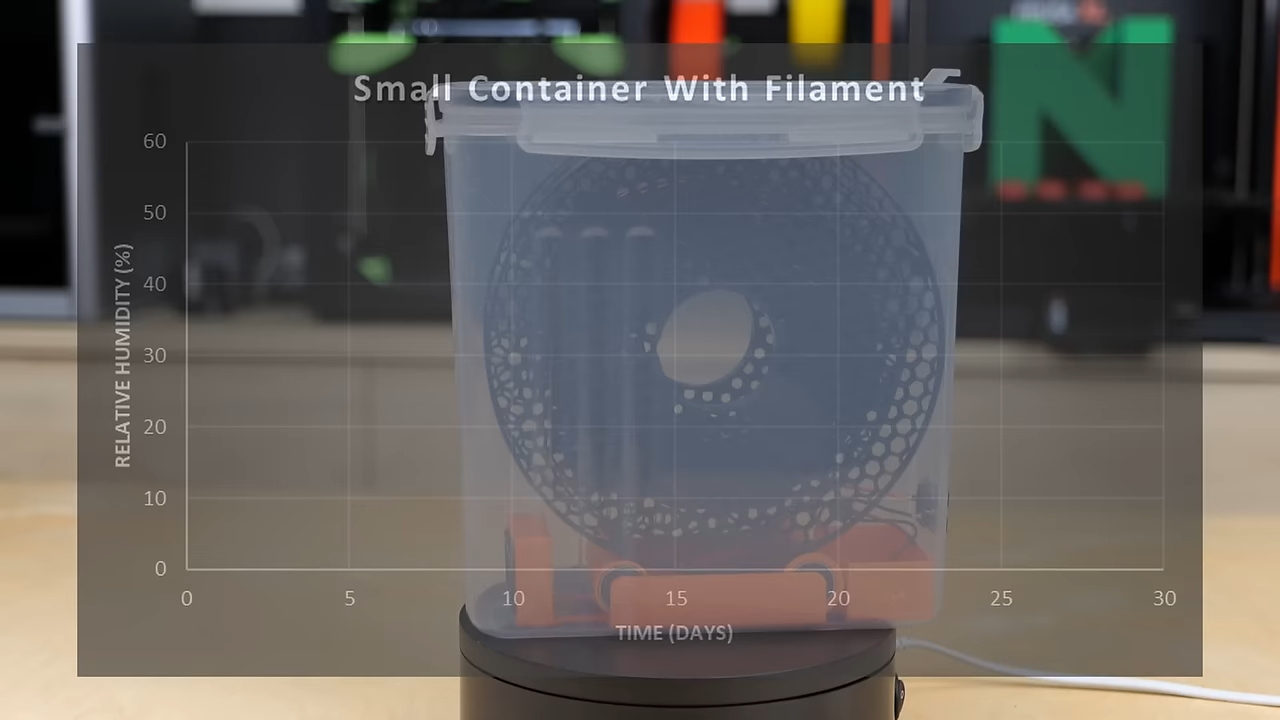 Small Container With Filament
60
50
40
30
20
10
0
RELATIVE HUMIDITY (%)
0 5 10 15 20 25 30
TIME (DAYS)
N